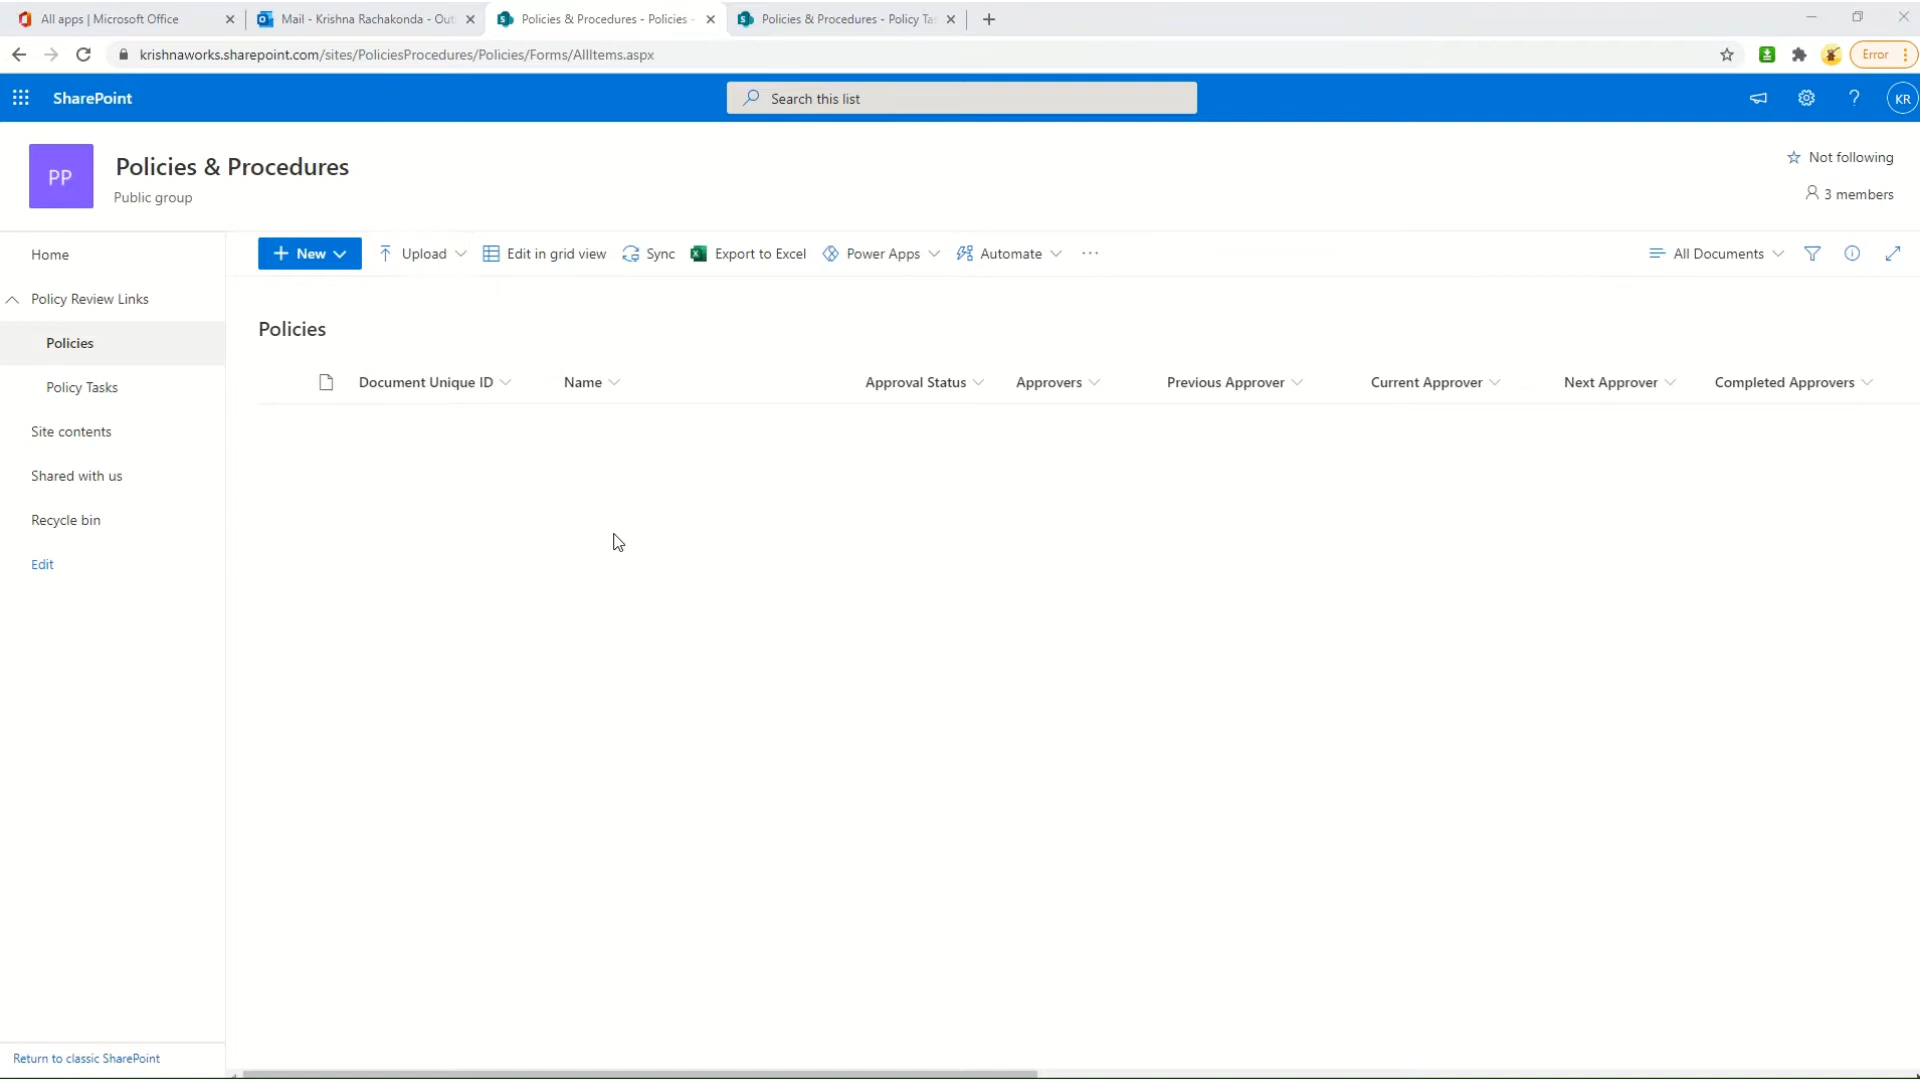 All apps | Microsoft Office
Mail - Krishna Rachakonda - Out
Policies & Procedures - Policies -
Policies & Procedures - Policy Ta
krishnaworks.sharepoint.com/sites/PoliciesProcedures/Policies/Forms/AllItems.aspx
Error
SharePoint
Search this list
KR
PP
Policies & Procedures
Public group
Not following
3 members
New
Upload
Edit in grid view
Sync
Export to Excel
Power Apps
Automate
All Documents
Home
Policy Review Links
Policies
Policy Tasks
Site contents
Shared with us
Recycle bin
Edit
Return to classic SharePoint
Policies
Document Unique ID
Name
Approval Status
Approvers
Previous Approver
Current Approver
Next Approver
Completed Approvers